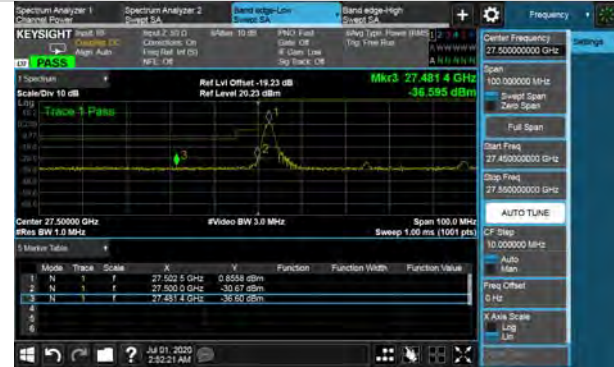 Spectrum Analyzer 1
Channel Power
Spectrum Analyzer 2
Swept SA
Band edge-Low
Swept SA
Band edge-High
Swept SA
+
Frequency
KEYSIGHT
Input: RF
Coupling: DC
Align: Auto
Input Z: 50 Ω
Corrections: On
Freq Ref: Int (S)
NFE: Off
#Atten: 10 dB
PNO: Fast
Gate: Off
IF Gain: Low
Sig Track: Off
#Avg Type: Power (RMS)
Trig: Free Run
PASS
Center Frequency
27.500000000 GHz
Settings
1 Spectrum
Scale/Div 10 dB
Ref Lvl Offset -19.23 dB
Ref Level 20.23 dBm
Mkr3 27.481 4 GHz
-36.595 dBm
Span
100.000000 MHz
Swept Span
Zero Span
Log
Trace 1 Pass
1
2
3
Full Span
Start Freq
27.450000000 GHz
Stop Freq
27.550000000 GHz
AUTO TUNE
Center 27.50000 GHz
#Res BW 1.0 MHz
#Video BW 3.0 MHz
Span 100.0 MHz
Sweep 1.00 ms (1001 pts)
CF Step
10.000000 MHz
Auto
Man
5 Marker Table
Mode Trace Scale X Y Function Function Width Function Value
1 N 1 f 27.502 5 GHz 0.8558 dBm
2 N 1 f 27.500 0 GHz -30.67 dBm
3 N 1 f 27.481 4 GHz -36.60 dBm
4
5
6
Freq Offset
0 Hz
X Axis Scale
Log
Lin
?
Jul 01, 2020
2:52:21 AM